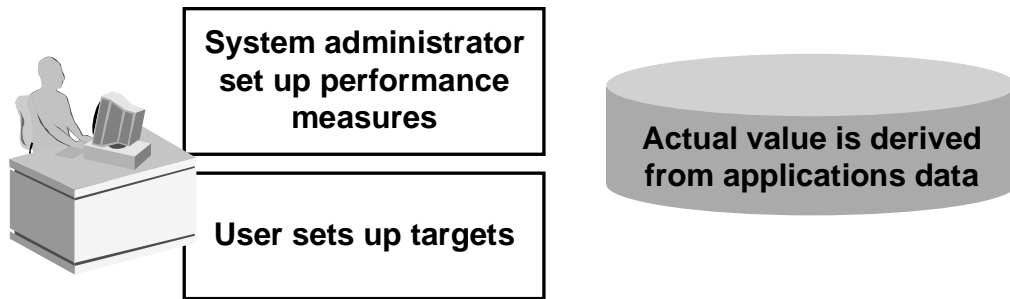 System administrator
set up performance
measures
User sets up targets
Actual value is derived
from applications data